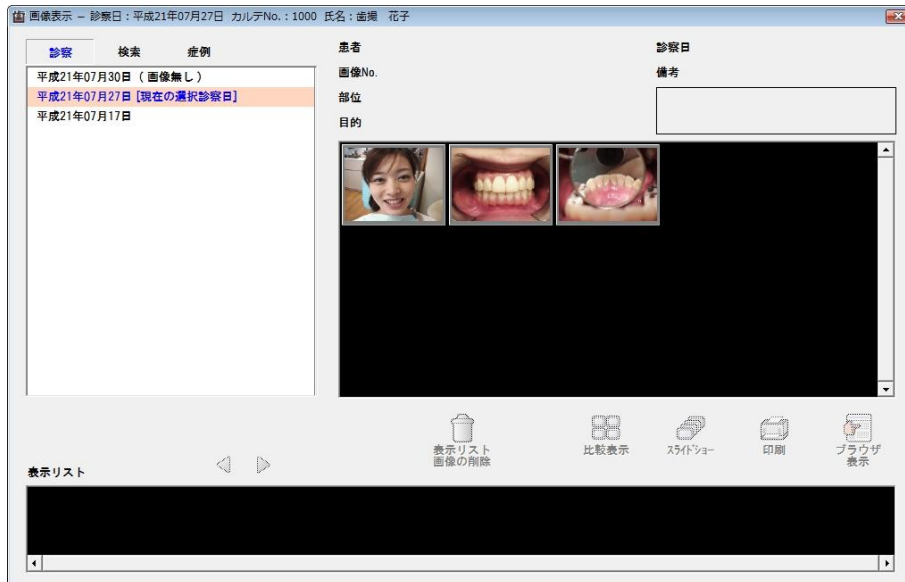 画像表示 － 診察日：平成21年07月27日 カルテNo.：1000 氏名：歯撮 花子
診察 検索 症例
平成21年07月30日（画像無し）
平成21年07月27日 [現在の選択診察日]
平成21年07月17日
患者
画像No.
部位
目的
診察日
備考
表示リスト
画像の削除
比較表示
スライドショー
印刷
ブラウザ
表示
表示リスト